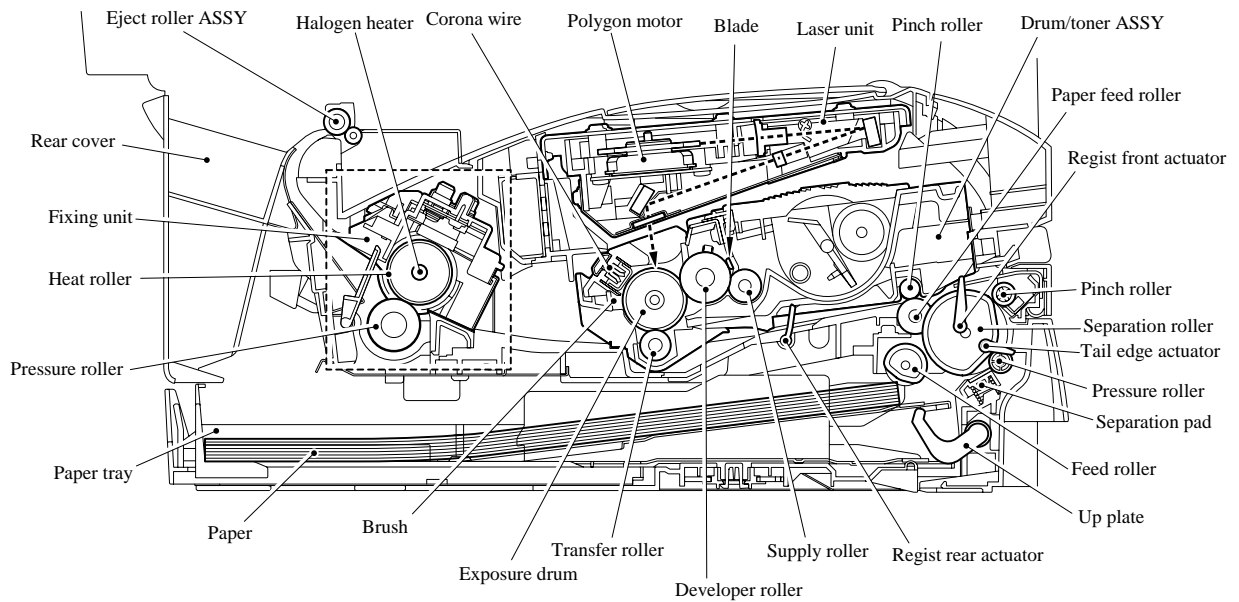 Eject roller ASSY
Halogen heater
Corona wire
Polygon motor
Blade
Laser unit
Pinch roller
Drum/toner ASSY
Paper feed roller
Rear cover
Regist front actuator
Fixing unit
Heat roller
Pinch roller
Separation roller
Tail edge actuator
Pressure roller
Pressure roller
Separation pad
Paper tray
Feed roller
Up plate
Paper
Brush
Transfer roller
Supply roller
Regist rear actuator
Exposure drum
Developer roller